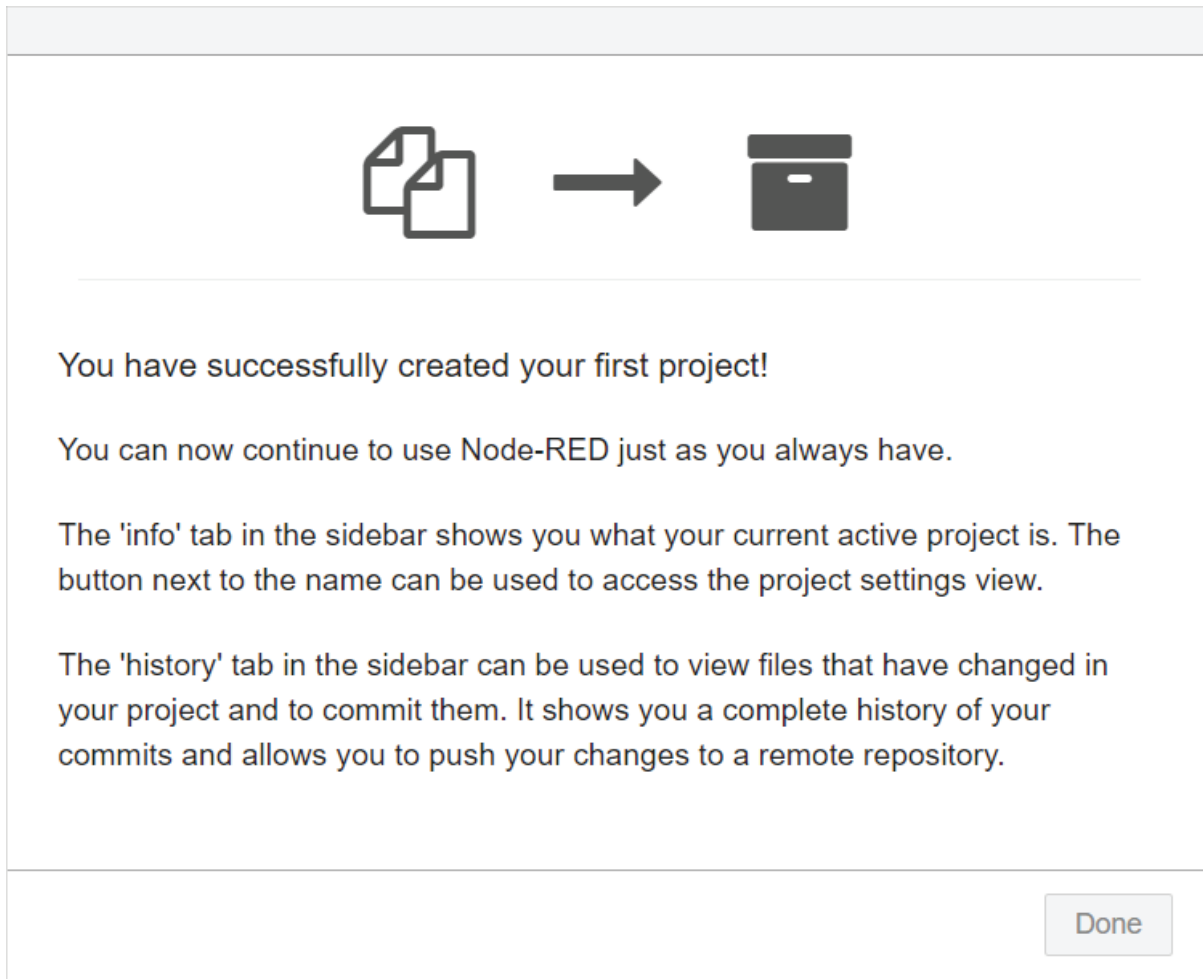 You have successfully created your first project!
You can now continue to use Node-RED just as you always have.
The 'info' tab in the sidebar shows you what your current active project is. The
button next to the name can be used to access the project settings view.
The 'history' tab in the sidebar can be used to view files that have changed in
your project and to commit them. It shows you a complete history of your
commits and allows you to push your changes to a remote repository.
Done